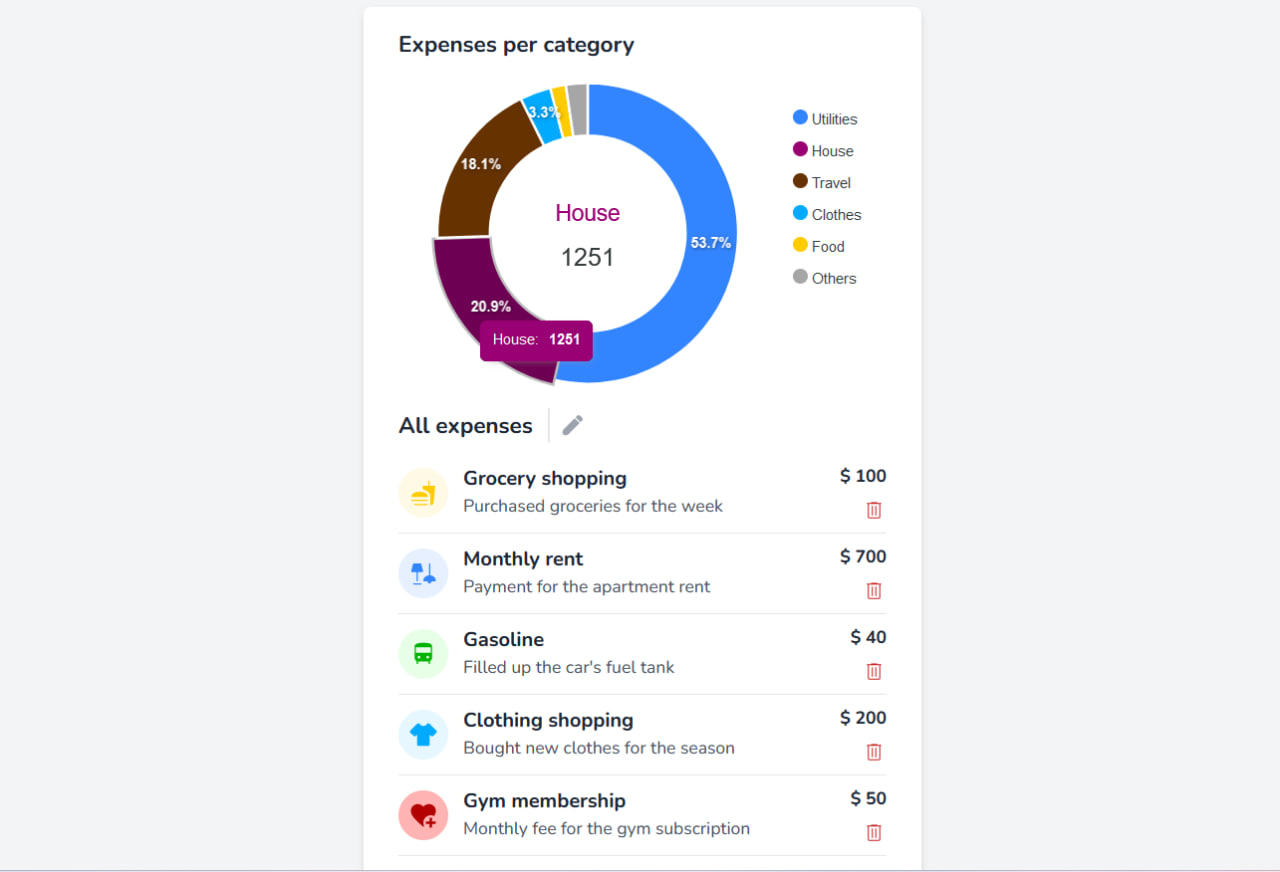 Expenses per category
3.3%
18.1%
House
1251
53.7%
20.9%
House: 1251
Utilities
House
Travel
Clothes
Food
Others
All expenses
Grocery shopping
$ 100
Purchased groceries for the week
Monthly rent
$ 700
Payment for the apartment rent
Gasoline
$ 40
Filled up the car's fuel tank
Clothing shopping
$ 200
Bought new clothes for the season
Gym membership
$ 50
Monthly fee for the gym subscription